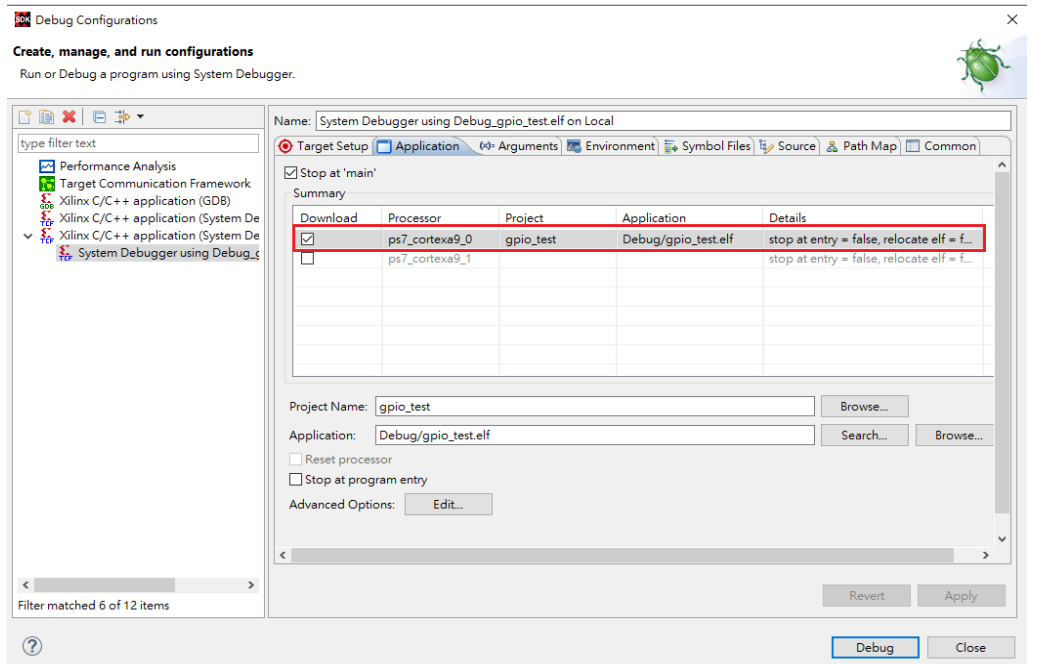 SDK Debug Configurations
Create, manage, and run configurations
Run or Debug a program using System Debugger.
type filter text
Performance Analysis
Target Communication Framework
GDB Xilinx C/C++ application (GDB)
TCF Xilinx C/C++ application (System De
TCF Xilinx C/C++ application (System De
TCF System Debugger using Debug_g
Filter matched 6 of 12 items
Name: System Debugger using Debug_gpio_test.elf on Local
Target Setup Application (x)= Arguments Environment Symbol Files Source Path Map Common
Stop at 'main'
Summary
Download Processor Project Application Details
ps7_cortexa9_0 gpio_test Debug/gpio_test.elf stop at entry = false, relocate elf = f...
ps7_cortexa9_1 stop at entry = false, relocate elf = f...
Project Name: gpio_test Browse...
Application: Debug/gpio_test.elf Search... Browse...
Reset processor
Stop at program entry
Advanced Options: Edit...
Revert Apply
Debug Close